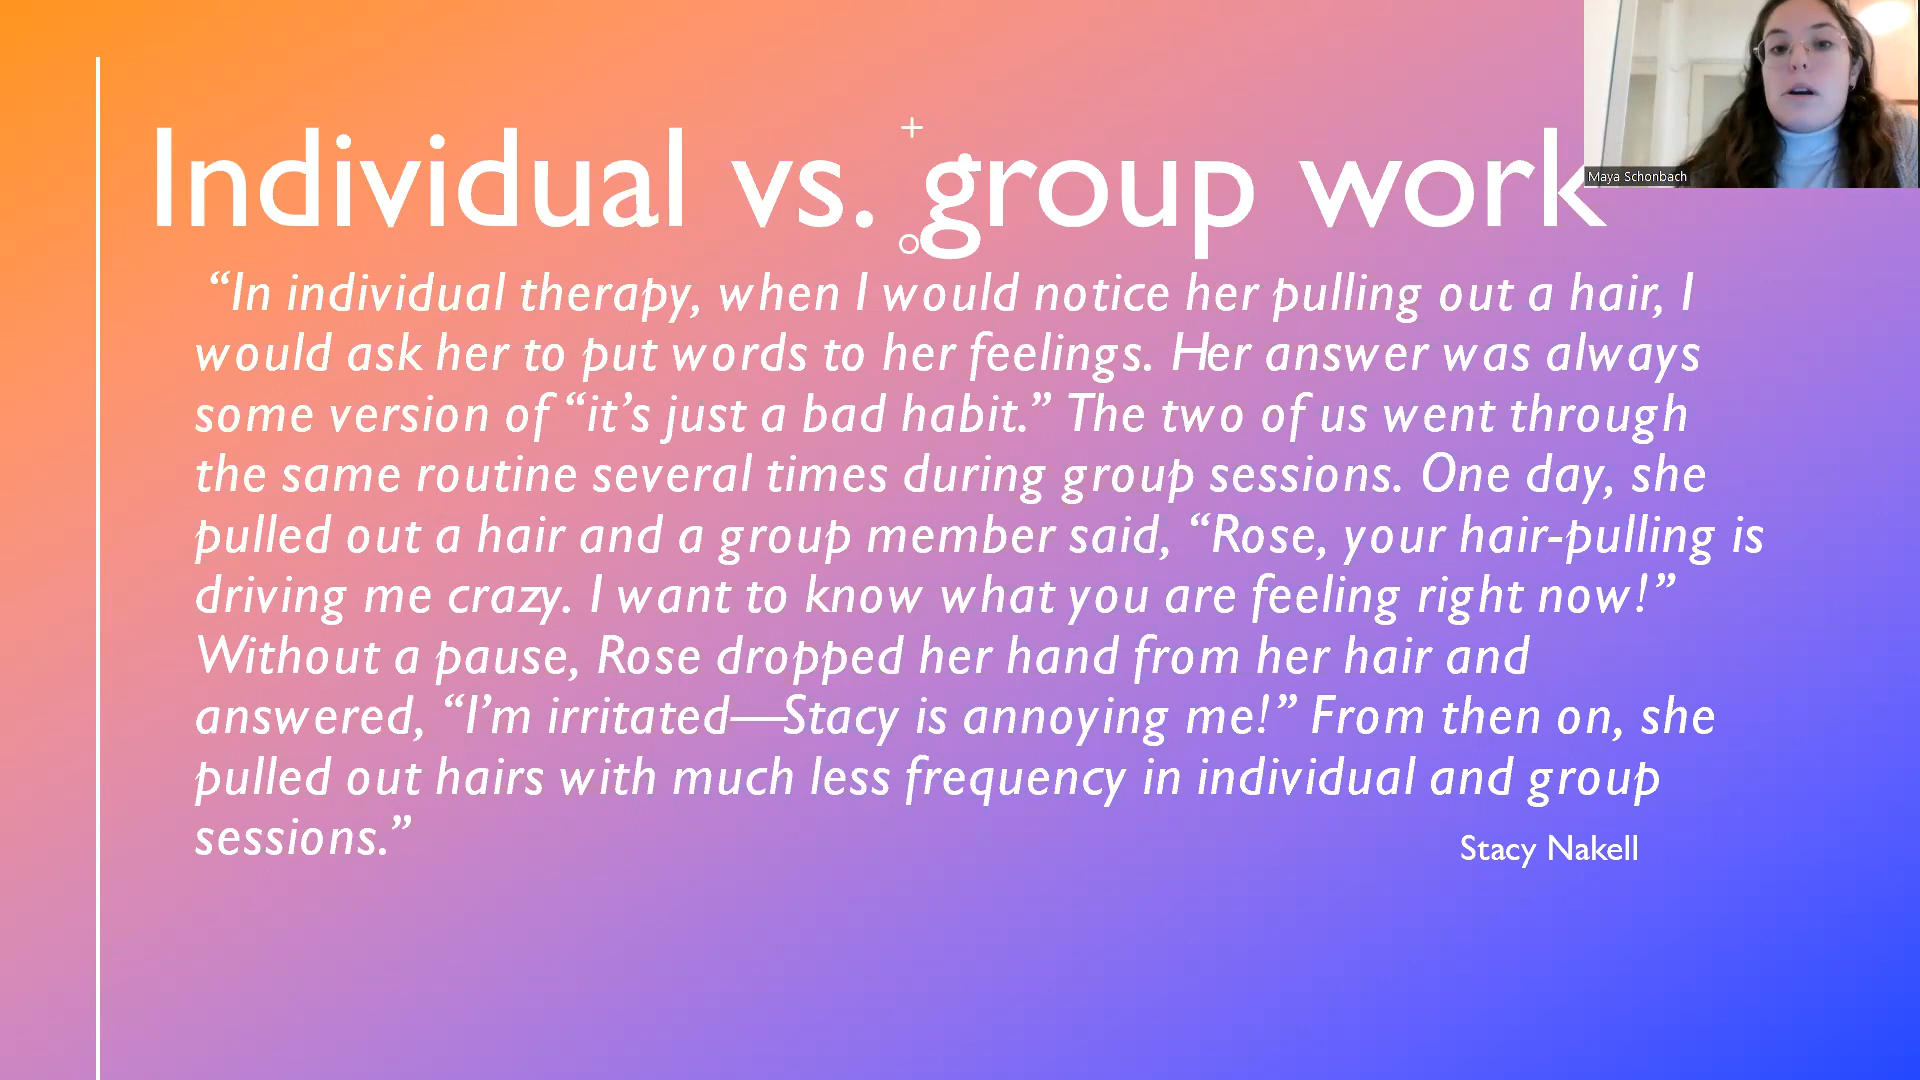 Individual vs. group work
Maya Schonbach
“In individual therapy, when I would notice her pulling out a hair, I
would ask her to put words to her feelings. Her answer was always
some version of “it’s just a bad habit.” The two of us went through
the same routine several times during group sessions. One day, she
pulled out a hair and a group member said, “Rose, your hair-pulling is
driving me crazy. I want to know what you are feeling right now!”
Without a pause, Rose dropped her hand from her hair and
answered, “I’m irritated—Stacy is annoying me!” From then on, she
pulled out hairs with much less frequency in individual and group
sessions.”
Stacy Nakell